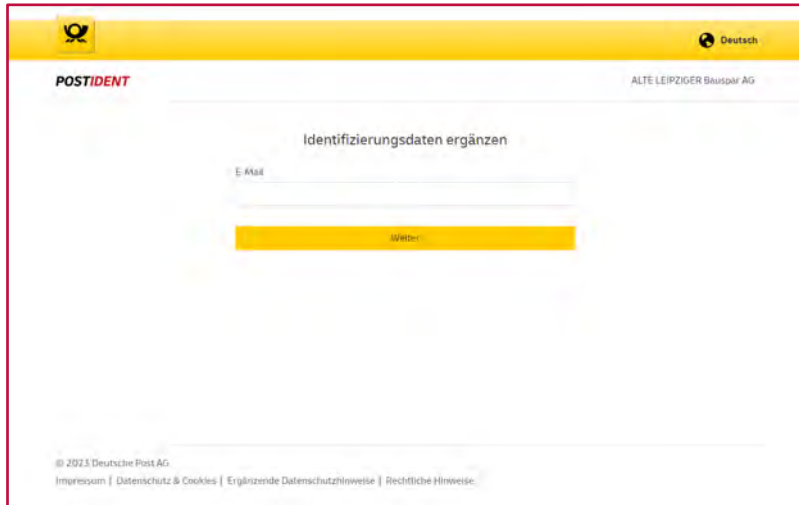 Deutsch
POSTIDENT
ALTE LEIPZIGER Bauspar AG
Identifizierungsdaten ergänzen
E-Mail
Weiter
© 2023 Deutsche Post AG
Impressum | Datenschutz & Cookies | Ergänzende Datenschutzhinweise | Rechtliche Hinweise